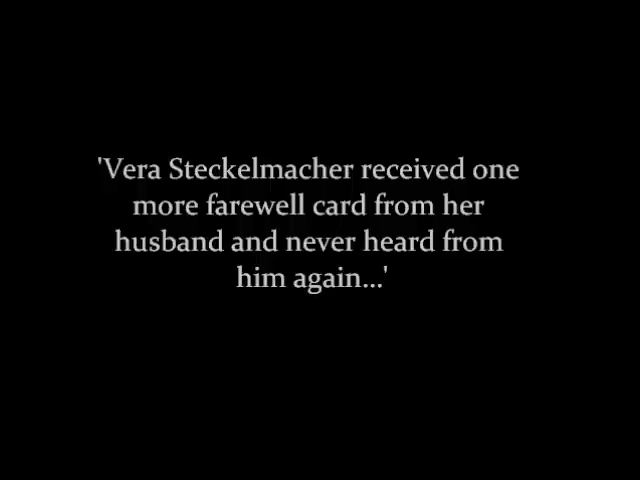 'Vera Steckelmacher received one
more farewell card from her
husband and never heard from
him again...'